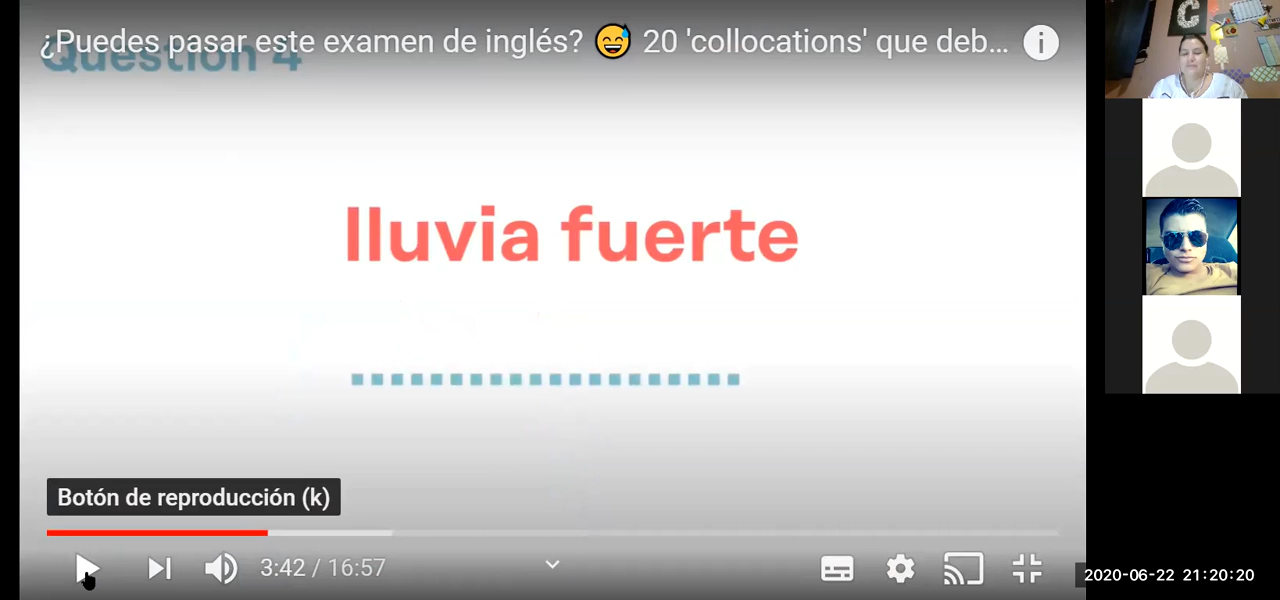 ¿Puedes pasar este examen de inglés? 😅 20 'collocations' que deb...
Question 4
lluvia fuerte
Botón de reproducción (k)
3:42 / 16:57
2020-06-22 21:20:20
C